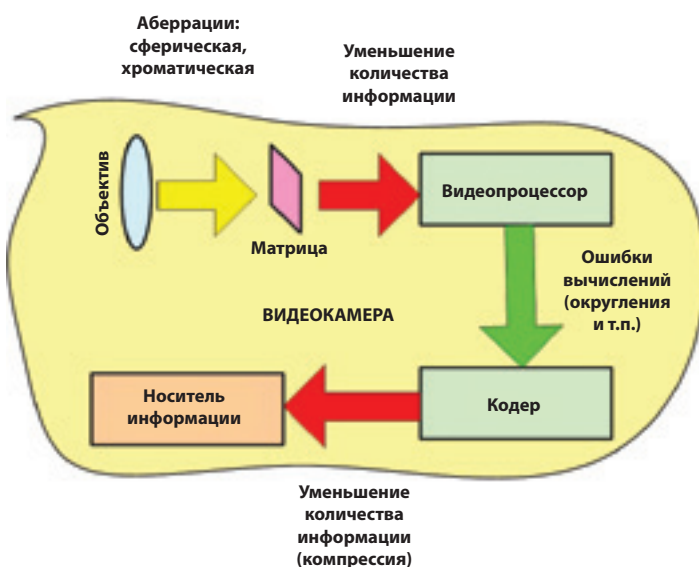 Аберрации:
сферическая,
хроматическая
Уменьшение
количества
информации
Объектив
Матрица
Видеопроцессор
Ошибки
вычислений
(округления
и т.п.)
ВИДЕОКАМЕРА
Носитель
информации
Кодер
Уменьшение
количества
информации
(компрессия)